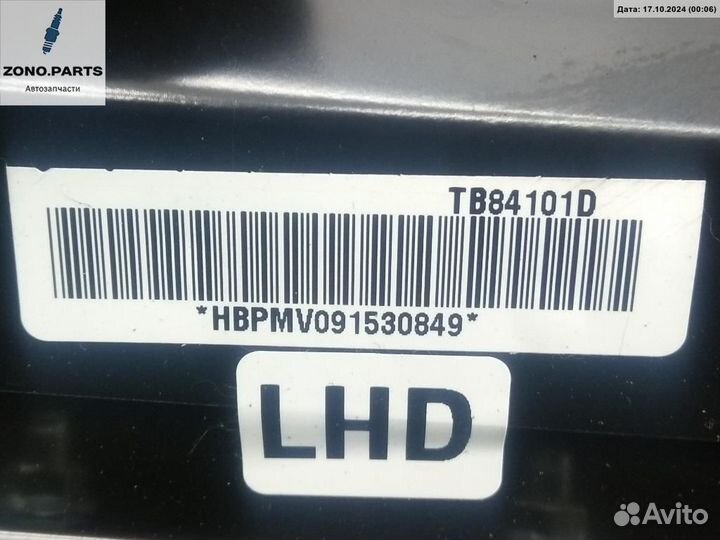 Дата: 17.10.2024 (00:06)
ZONO.PARTS
Автозапчасти
TB84101D
*HBPMV091530849*
LHD
Avito